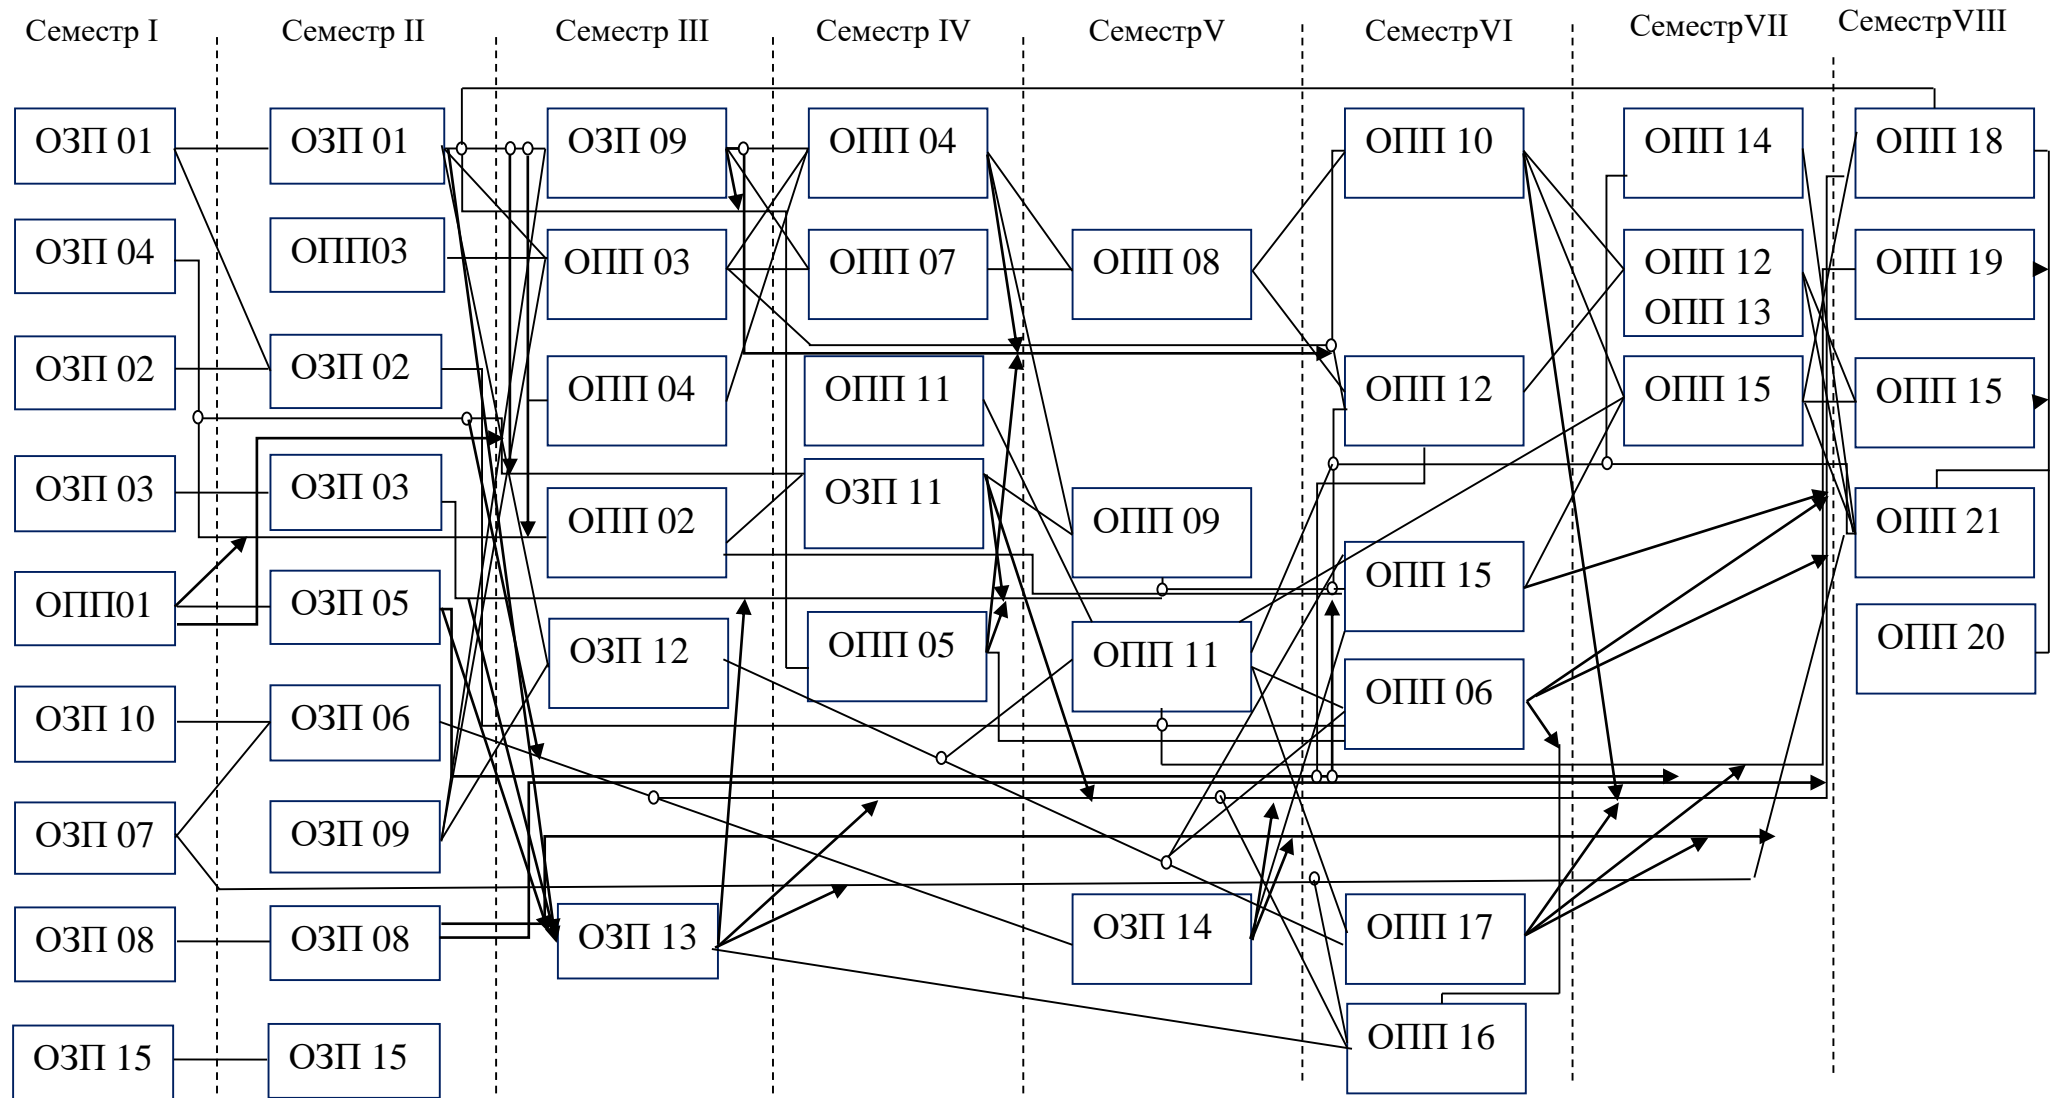 Семестр I
Семестр II
Семестр III
Семестр IV
СеместрV
СеместрVI
СеместрVII
СеместрVIII
ОЗП 01
ОЗП 04
ОЗП 02
ОЗП 03
ОПП01
ОЗП 10
ОЗП 07
ОЗП 08
ОЗП 15
ОЗП 01
ОПП03
ОЗП 02
ОЗП 03
ОЗП 05
ОЗП 06
ОЗП 09
ОЗП 08
ОЗП 15
ОЗП 09
ОПП 03
ОПП 04
ОПП 02
ОЗП 12
ОЗП 13
ОПП 04
ОПП 07
ОПП 11
ОЗП 11
ОПП 05
ОПП 08
ОПП 09
ОПП 11
ОЗП 14
ОПП 10
ОПП 12
ОПП 15
ОПП 06
ОПП 17
ОПП 16
ОПП 14
ОПП 12
ОПП 13
ОПП 15
ОПП 18
ОПП 19
ОПП 15
ОПП 21
ОПП 20